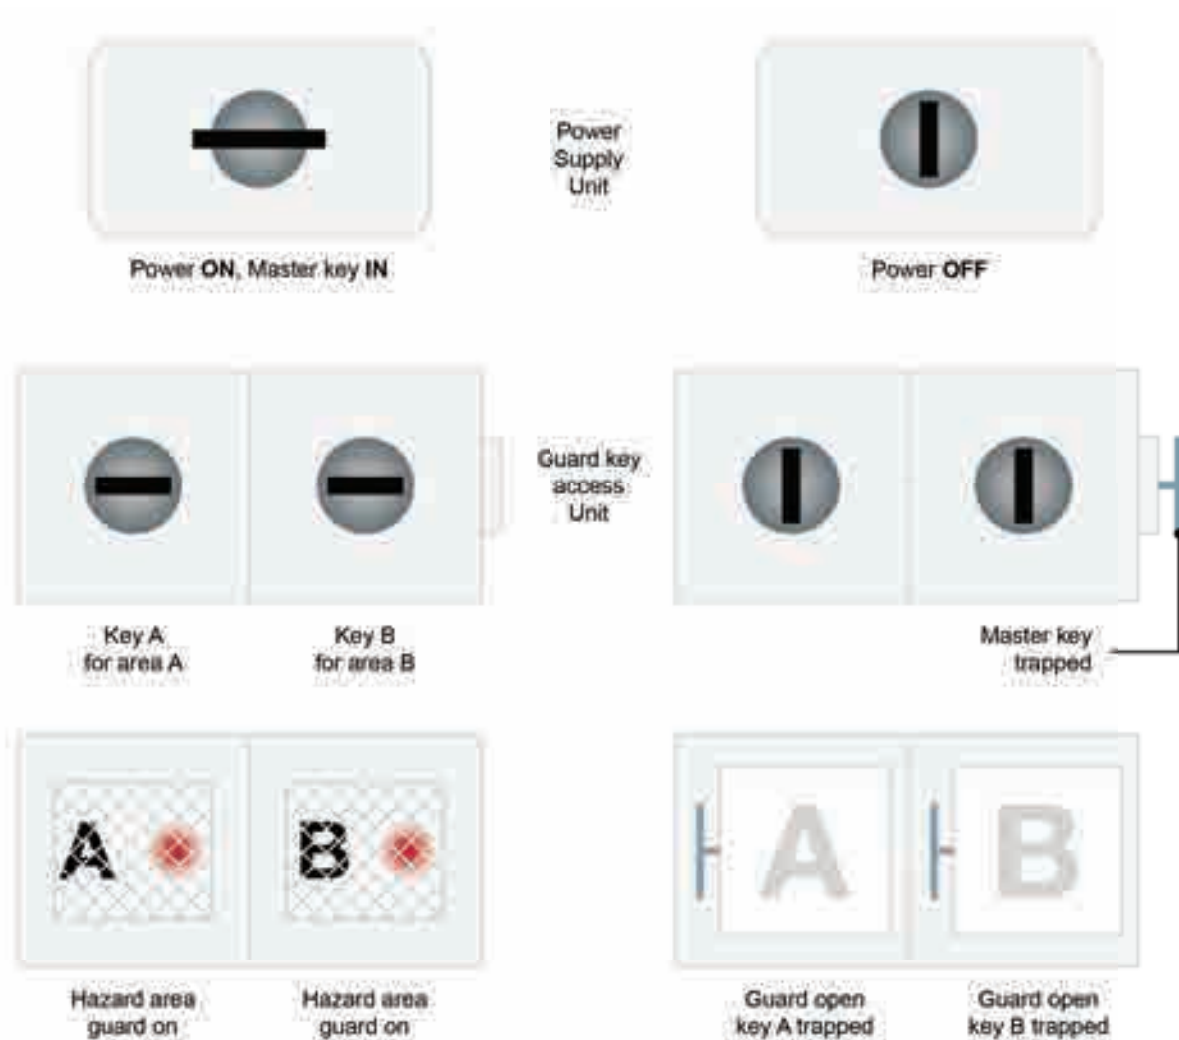 Power
Supply
Unit
Power ON, Master key IN
Power OFF
Guard key
access
Unit
Key A
for area A
Key B
for area B
Master key
trapped
A
B
A
B
Hazard area
guard on
Hazard area
guard on
Guard open
key A trapped
Guard open
key B trapped